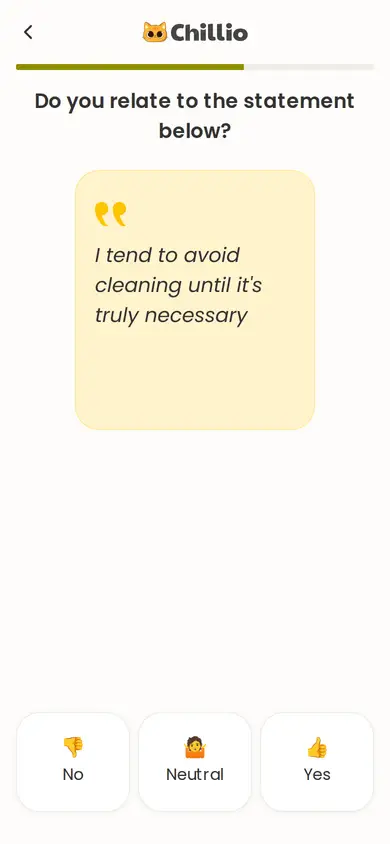 Chillio
Do you relate to the statement
below?
I tend to avoid
cleaning until it's
truly necessary
No
Neutral
Yes